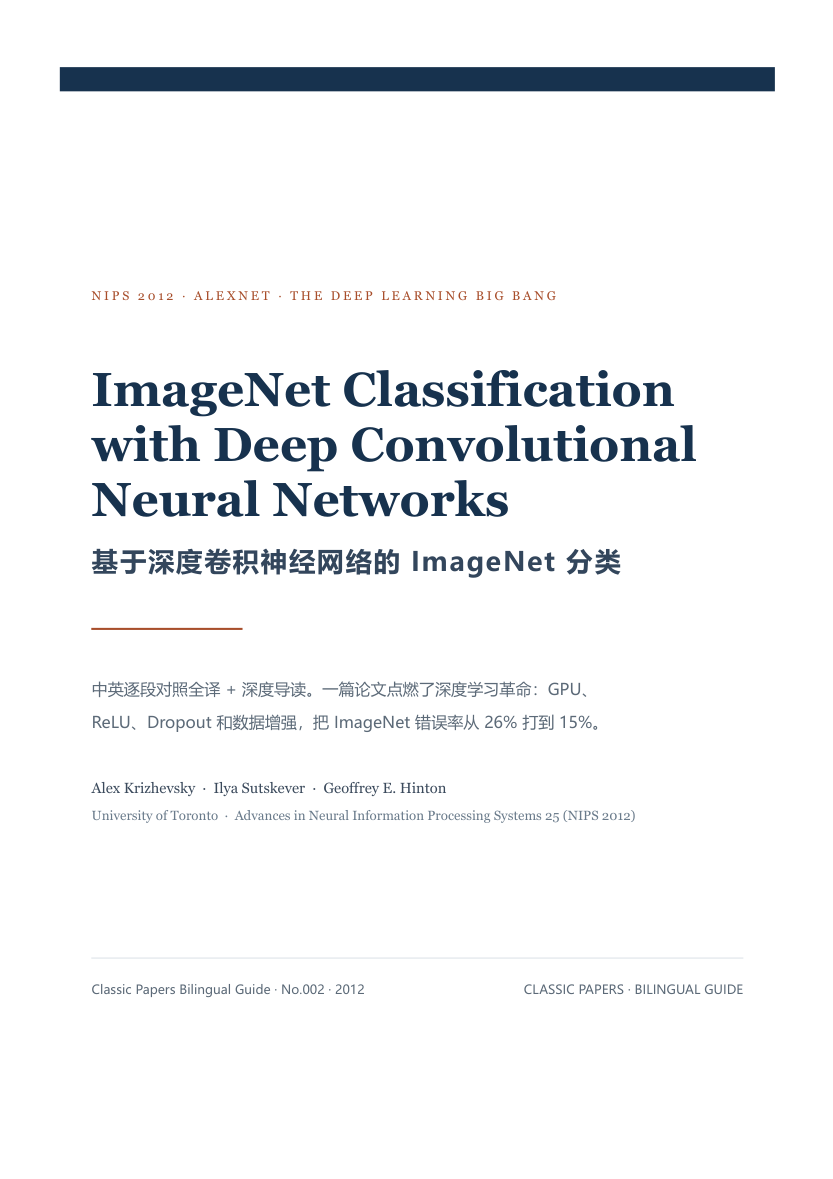 NIPS 2012 · ALEXNET · THE DEEP LEARNING BIG BANG
ImageNet Classification
with Deep Convolutional
Neural Networks
基于深度卷积神经网络的 ImageNet 分类
中英逐段对照全译 + 深度导读。一篇论文点燃了深度学习革命：GPU、
ReLU、Dropout 和数据增强，把 ImageNet 错误率从 26% 打到 15%。
Alex Krizhevsky · Ilya Sutskever · Geoffrey E. Hinton
University of Toronto · Advances in Neural Information Processing Systems 25 (NIPS 2012)
Classic Papers Bilingual Guide · No.002 · 2012
CLASSIC PAPERS · BILINGUAL GUIDE